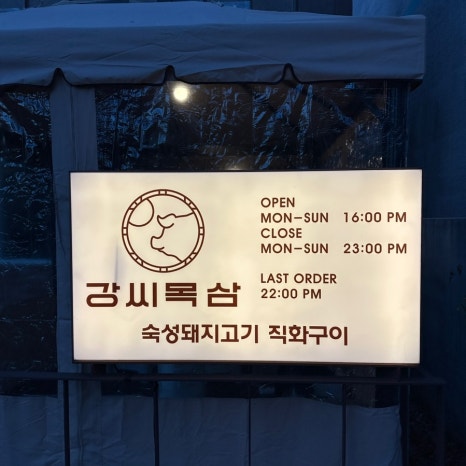 강씨목삼
OPEN
MON-SUN 16:00 PM
CLOSE
MON-SUN 23:00 PM
LAST ORDER
22:00 PM
숙성돼지고기 직화구이